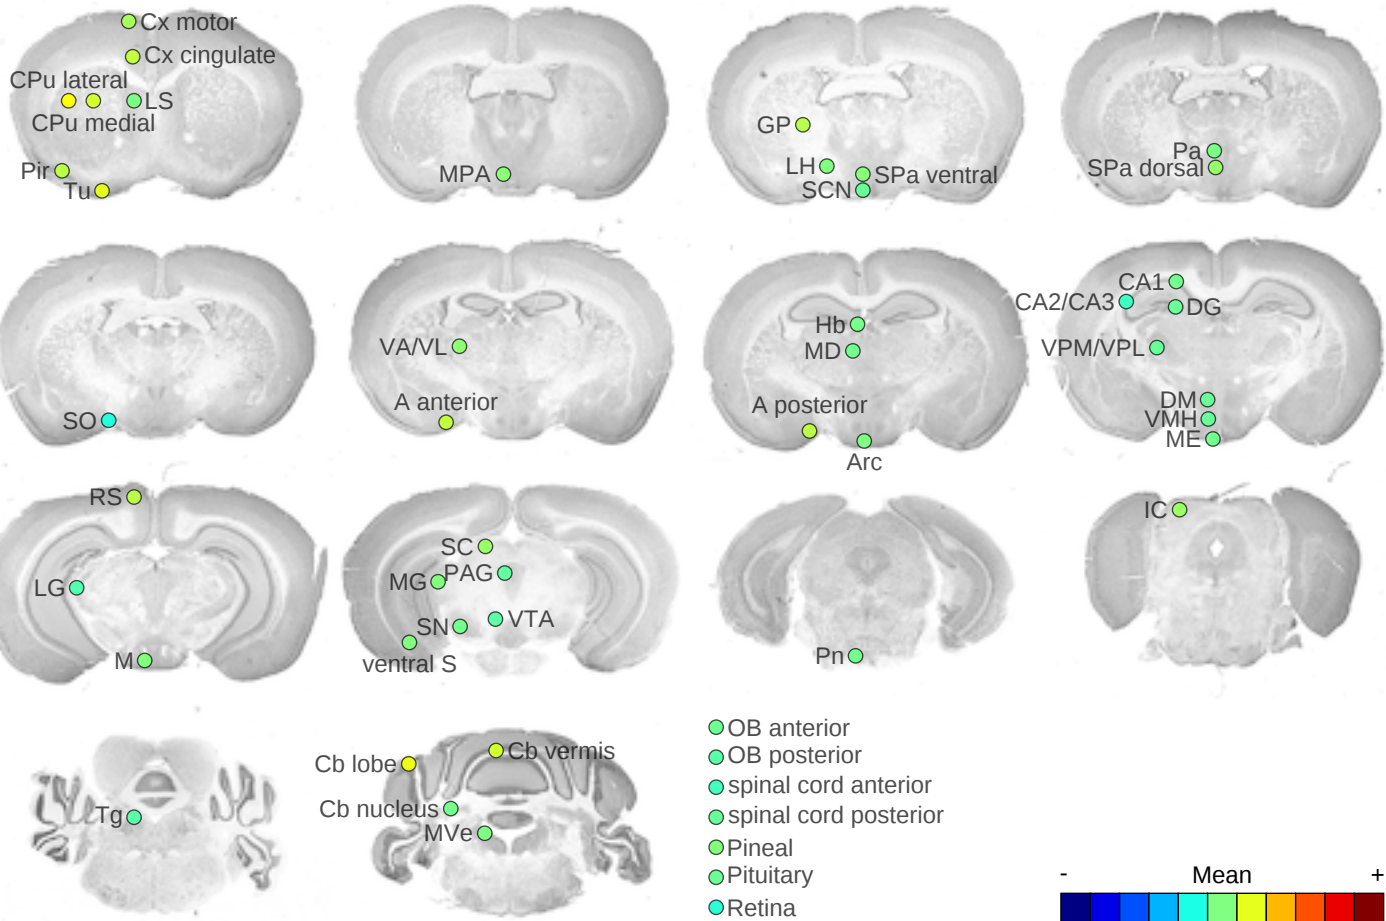 Cx motor
Cx cingulate
CPu lateral
LS
CPu medial
Pir
Tu
MPA
GP
LH
SPa ventral
SCN
Pa
SPa dorsal
SO
VA/VL
A anterior
Hb
MD
A posterior
Arc
CA1
CA2/CA3
DG
VPM/VPL
DM
VMH
ME
RS
LG
M
SC
MG
PAG
SN
VTA
ventral S
Pn
IC
Tg
Cb lobe
Cb vermis
Cb nucleus
MVe
OB anterior
OB posterior
spinal cord anterior
spinal cord posterior
Pineal
Pituitary
Retina
- Mean +